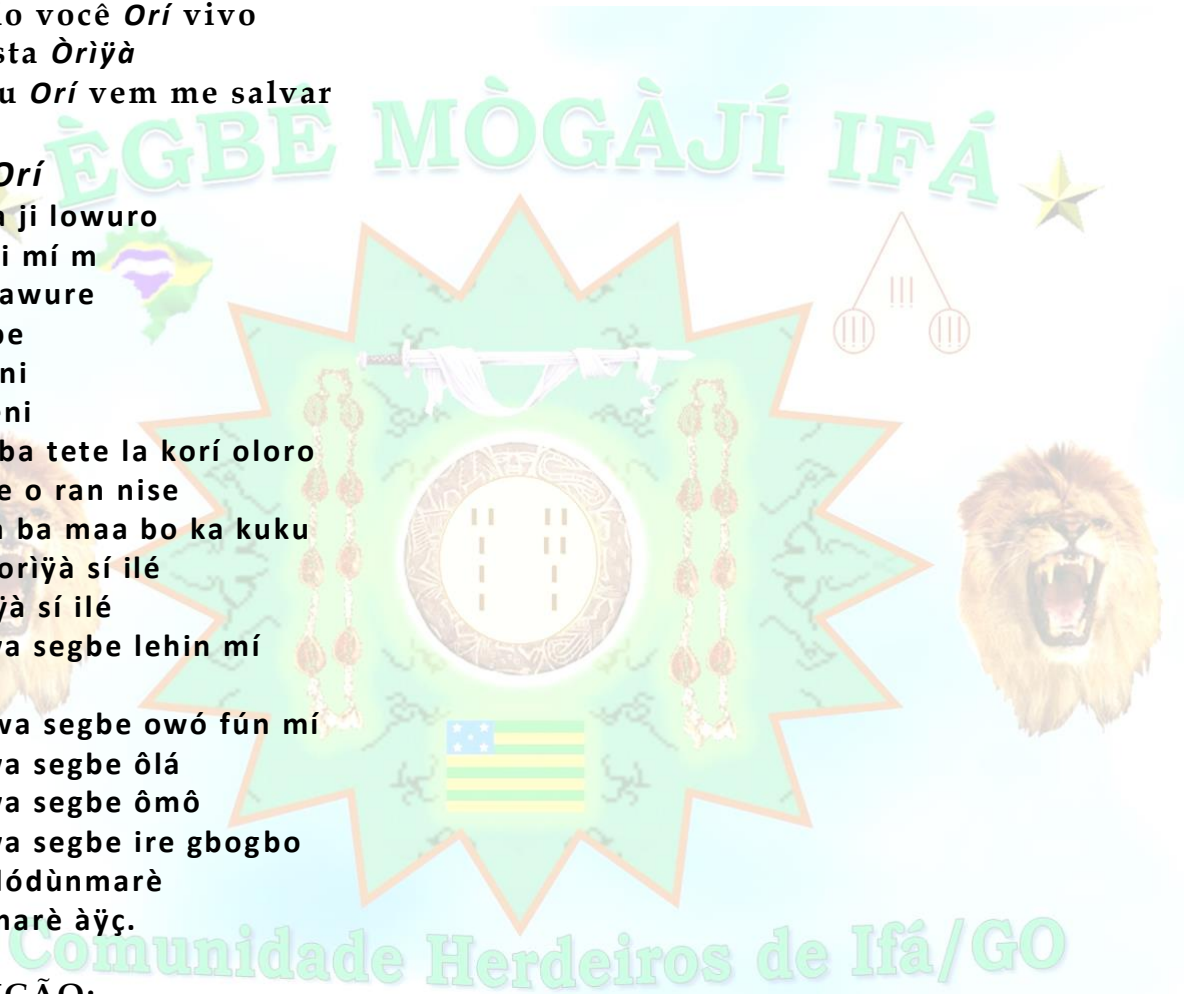 o você Orí vivo
sta Òrìÿà
u Orí vem me salvar
ÈGBÉ MÒGÀJÍ IFÁ
Orí
ji lowuro
i mí m
awure
be
ni
ni
ba tete la korí oloro
e o ran nise
ba maa bo ka kuku
orìÿà sí ilé
ÿà sí ilé
va segbe lehin mí
va segbe owó fún mí
va segbe ôlá
va segbe ômô
va segbe ire gbogbo
lódùnmarè
narè àÿç.
Comunidade Herdeiros de Ifá/GO